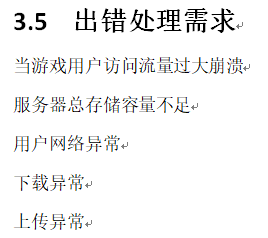 3.5 出错处理需求
当游戏用户访问流量过大崩溃
服务器总存储容量不足
用户网络异常
下载异常
上传异常